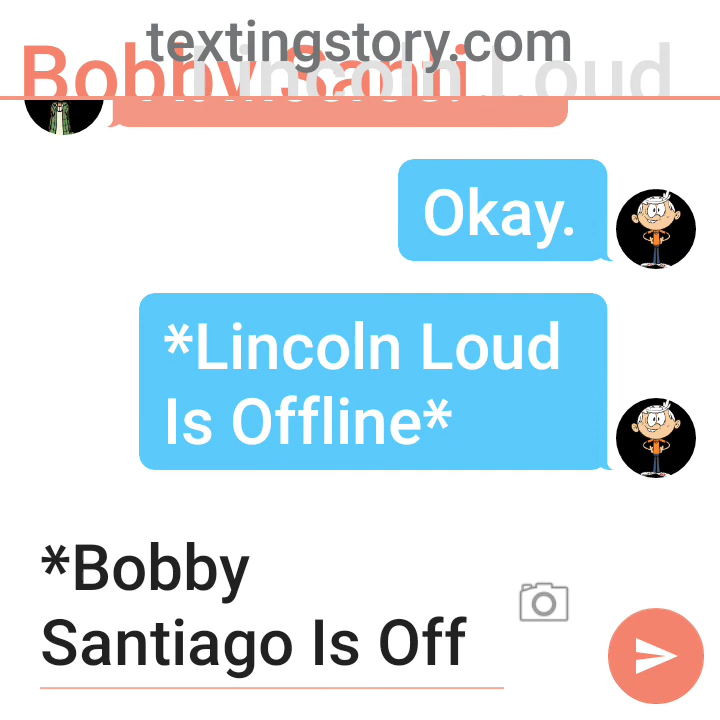 textingstory.com
Okay.
*Lincoln Loud
Is Offline*
*Bobby
Santiago Is Off